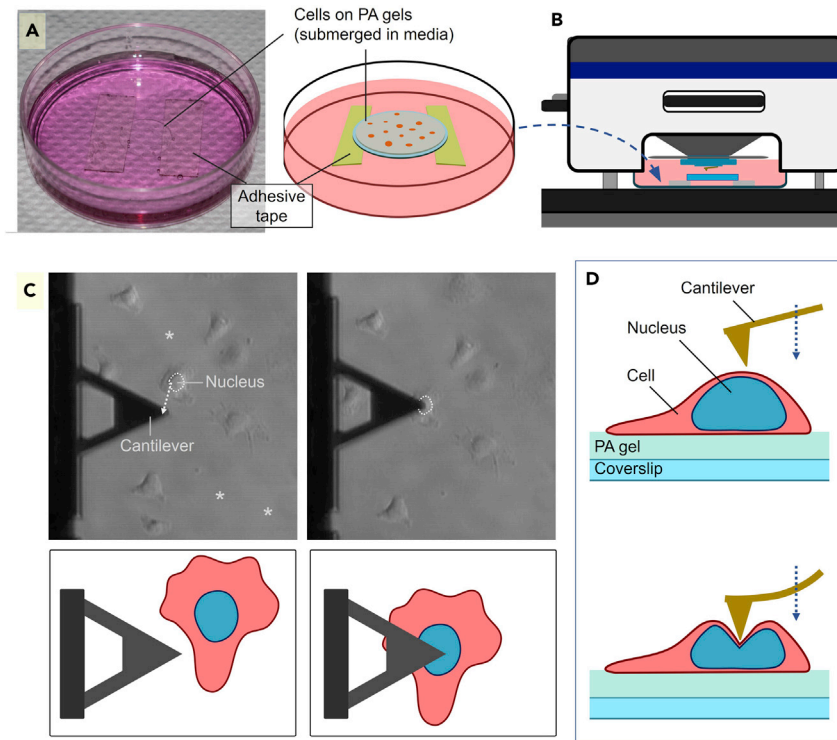 A
Cells on PA gels
(submerged in media)
Adhesive
tape
B
C
*
Nucleus
Cantilever
*
*
D
Cantilever
Nucleus
Cell
PA gel
Coverslip